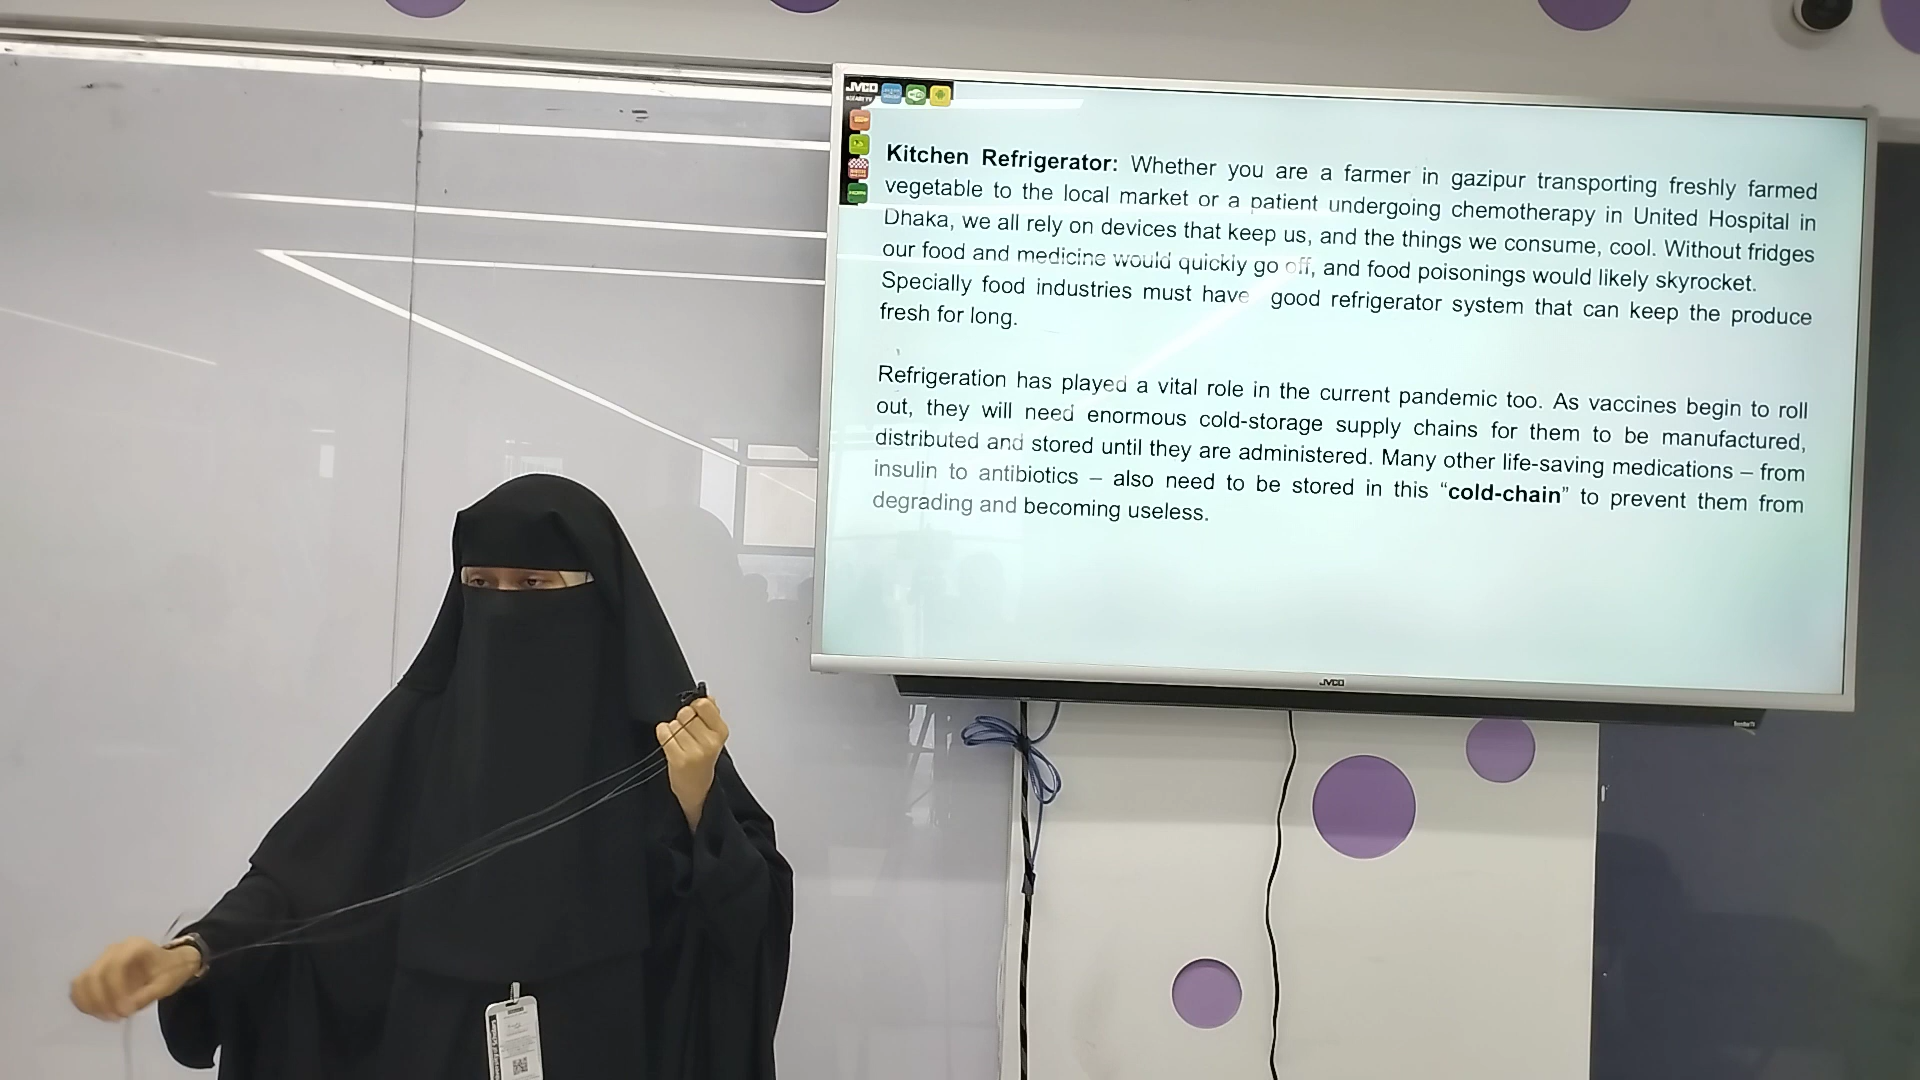 JVCO
Kitchen Refrigerator: Whether you are a farmer in gazipur transporting freshly farmed
vegetable to the local market or a patient undergoing chemotherapy in United Hospital in
Dhaka, we all rely on devices that keep us, and the things we consume, cool. Without fridges
our food and medicine would quickly go off, and food poisonings would likely skyrocket.
Specially food industries must have good refrigerator system that can keep the produce
fresh for long.
Refrigeration has played a vital role in the current pandemic too. As vaccines begin to roll
out, they will need enormous cold-storage supply chains for them to be manufactured,
distributed and stored until they are administered. Many other life-saving medications – from
insulin to antibiotics – also need to be stored in this “cold-chain” to prevent them from
degrading and becoming useless.
JVCO